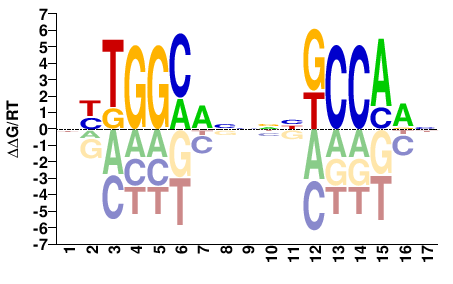 7
6
5
4
3
2
1
0
-1
-2
-3
-4
-5
-6
-7
ΔΔG/RT
T C A G
T G A C
G A C T
G A C T
C A G T
A T C
G T A C
C C A T
G C A G T
A C T
1 2 3 4 5 6 7 8 9 10 11 12 13 14 15 16 17